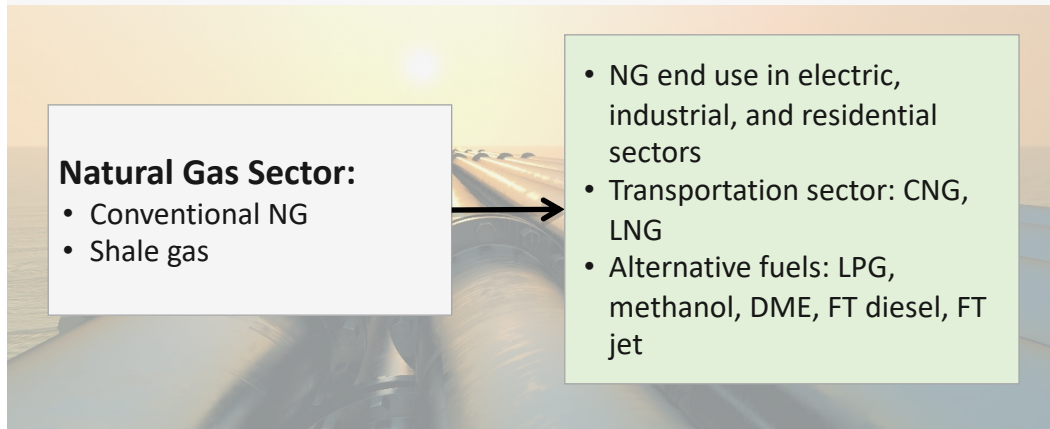 Natural Gas Sector:
• Conventional NG
• Shale gas
• NG end use in electric,
industrial, and residential
sectors
• Transportation sector: CNG,
LNG
• Alternative fuels: LPG,
methanol, DME, FT diesel, FT
jet